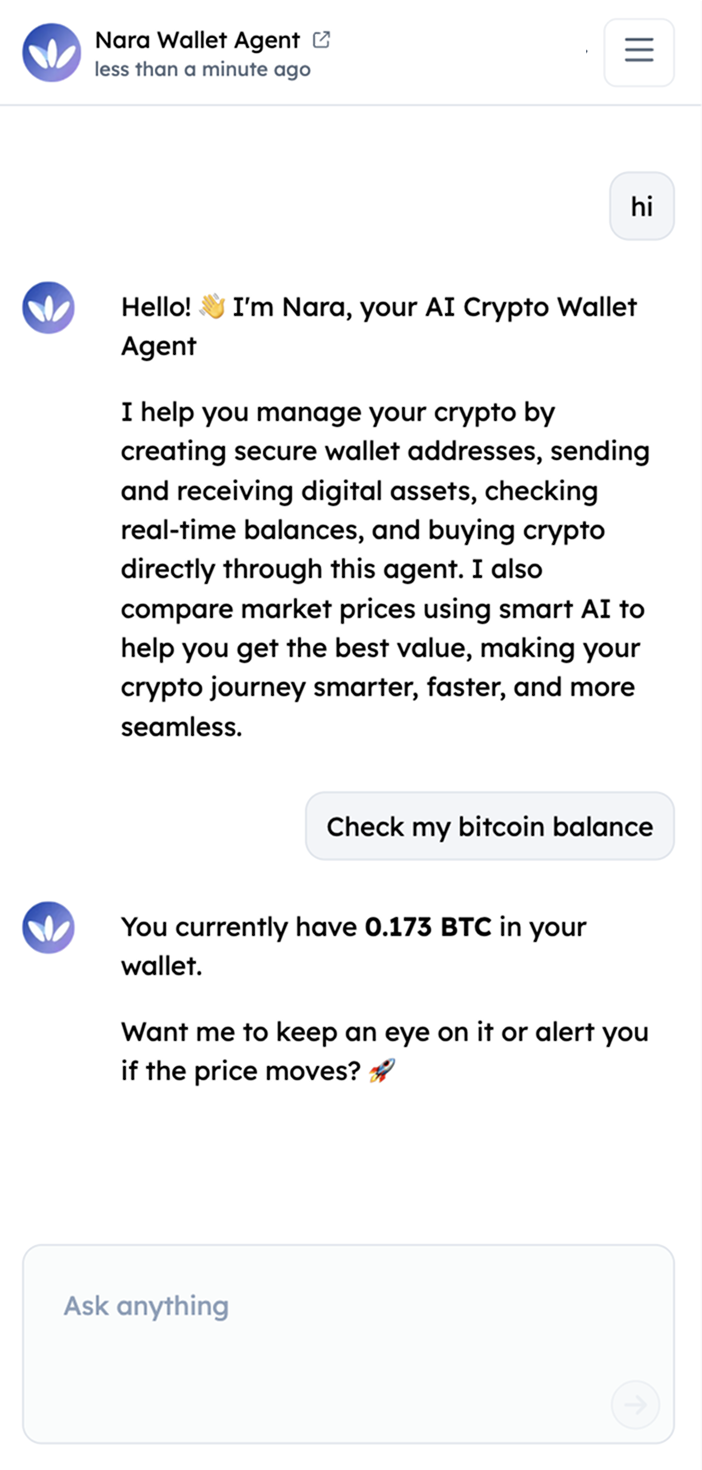 Nara Wallet Agent
less than a minute ago
hi
Hello! 👋 I'm Nara, your AI Crypto Wallet
Agent
I help you manage your crypto by
creating secure wallet addresses, sending
and receiving digital assets, checking
real-time balances, and buying crypto
directly through this agent. I also
compare market prices using smart AI to
help you get the best value, making your
crypto journey smarter, faster, and more
seamless.
Check my bitcoin balance
You currently have 0.173 BTC in your
wallet.
Want me to keep an eye on it or alert you
if the price moves? 🚀
Ask anything